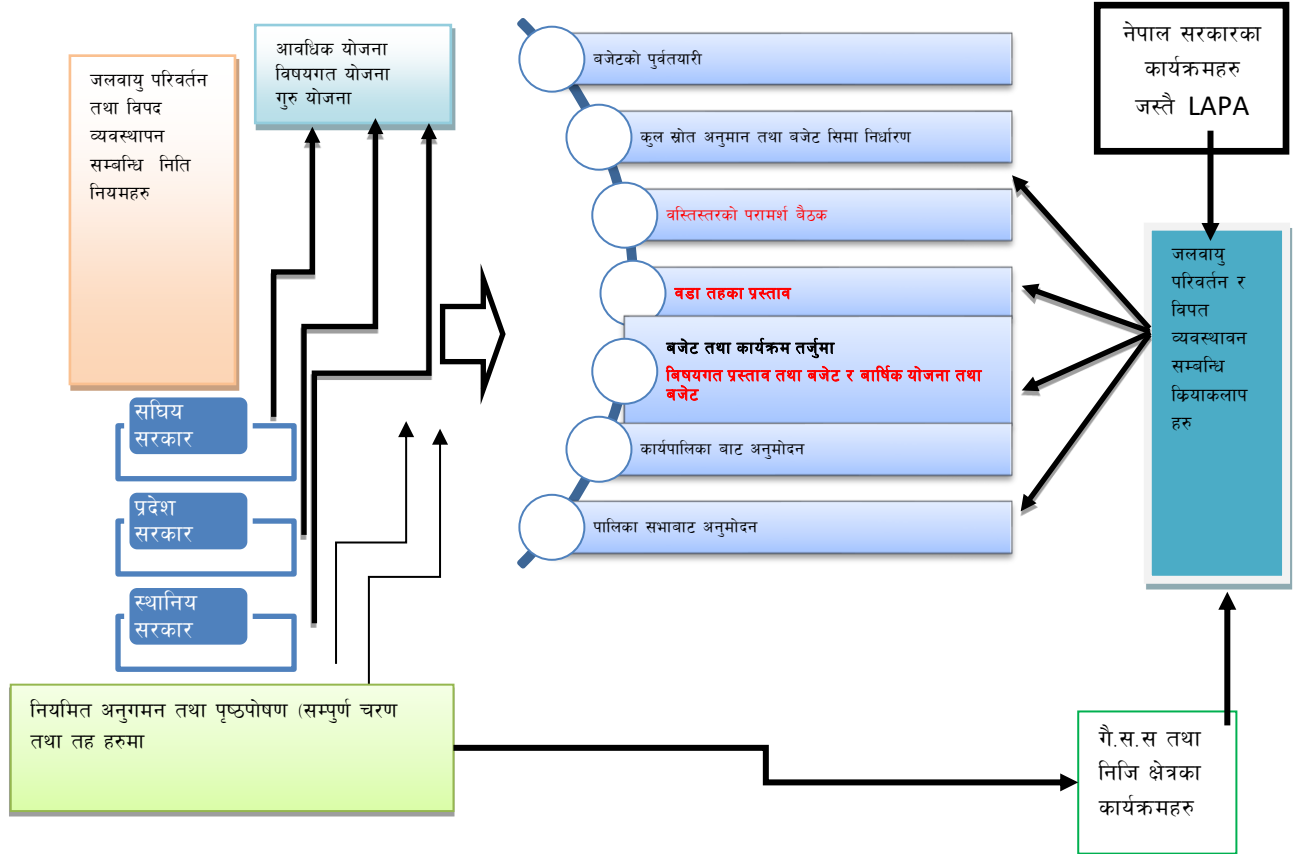 जलवायु परिवर्तन
तथा विपद
व्यवस्थापन
सम्बन्धि निति
नियमहरु
आवधिक योजना
विषयगत योजना
गुरु योजना
सघिय
सरकार
प्रदेश
सरकार
स्थानिय
सरकार
नियमित अनुगमन तथा पृष्ठपोषण (सम्पुर्ण चरण
तथा तह हरुमा
बजेटको पुर्वतयारी
कुल स्रोत अनुमान तथा बजेट सिमा निर्धारण
वस्तिस्तरको परामर्श बैठक
वडा तहका प्रस्ताव
बजेट तथा कार्यक्रम तर्जुमा
बिषयगत प्रस्ताव तथा बजेट र बार्षिक योजना तथा
बजेट
कार्यपालिका बाट अनुमोदन
पालिका सभाबाट अनुमोदन
नेपाल सरकारका
कार्यक्रमहरु
जस्तै LAPA
जलवायु
परिवर्तन र
विपत
व्यवस्थावन
सम्बन्धि
क्रियाकलाप
हरु
गै.स.स तथा
निजि क्षेत्रका
कार्यक्रमहरु